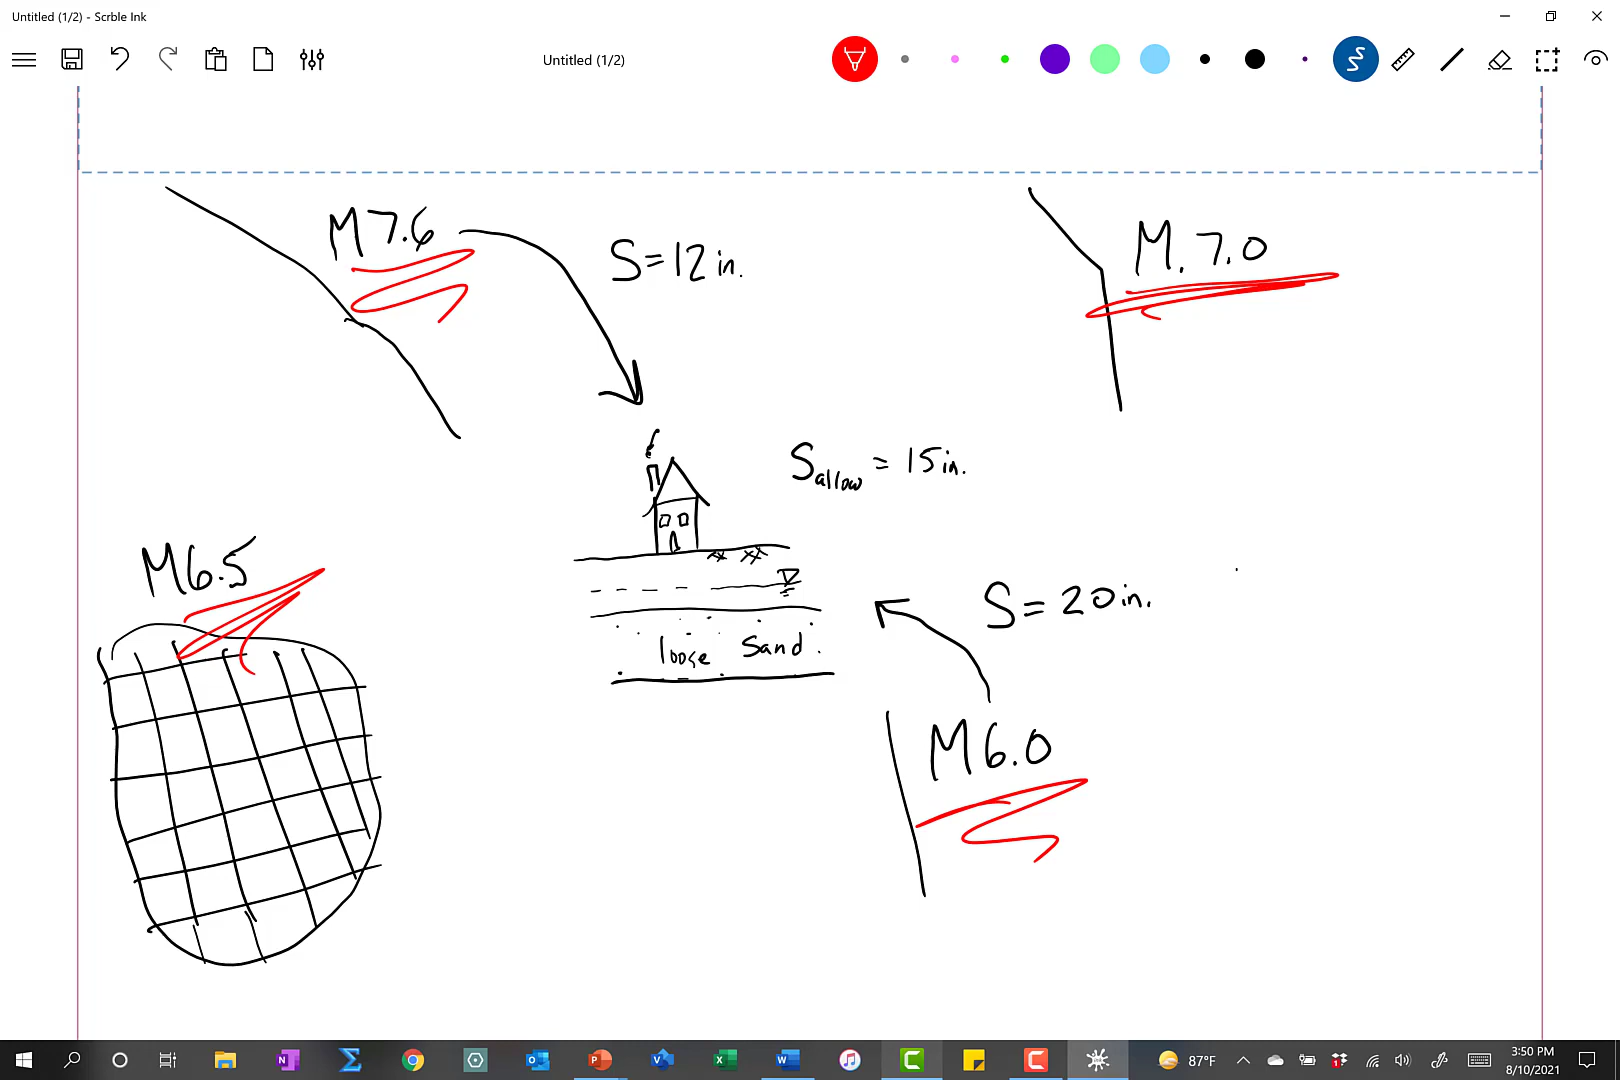 Untitled (1/2) - Scrble Ink
Untitled (1/2)
M7.6
S=12 in.
M.7.0
Sallow = 15in.
M6.5
S= 20in.
loose Sand.
M6.0
87°F
3:50 PM
8/10/2021